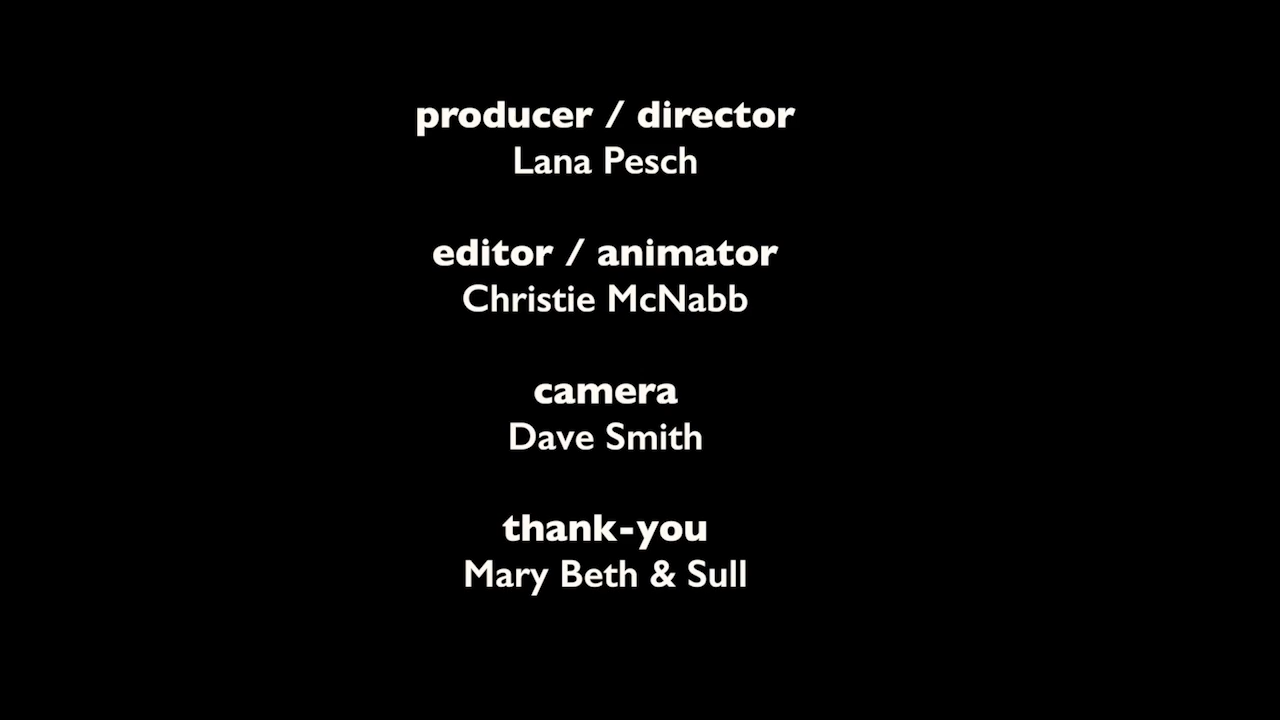 producer / director
Lana Pesch
editor / animator
Christie McNabb
camera
Dave Smith
thank-you
Mary Beth & Sull